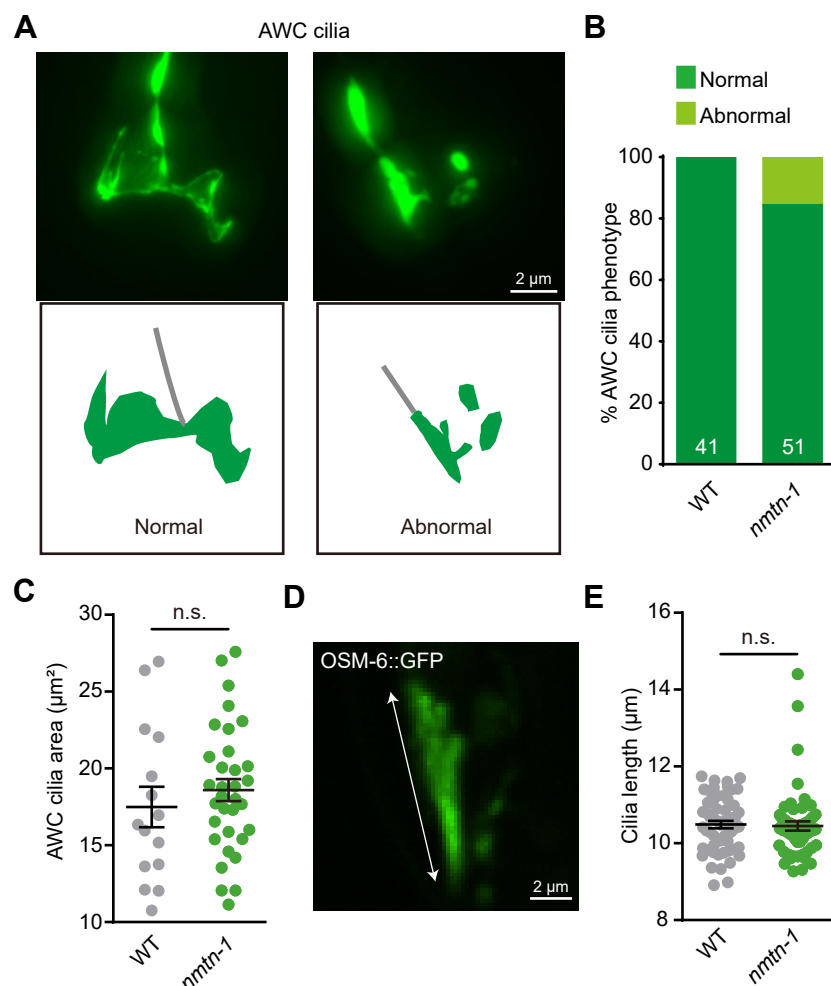 A
AWC cilia
2 µm
Normal
Abnormal
B
Normal
Abnormal
% AWC cilia phenotype
100
80
60
40
20
0
41
51
WT
nmtn-1
C
n.s.
AWC cilia area (µm²)
30
25
20
15
10
WT
nmtn-1
D
OSM-6::GFP
2 µm
E
n.s.
Cilia length (µm)
16
14
12
10
8
WT
nmtn-1